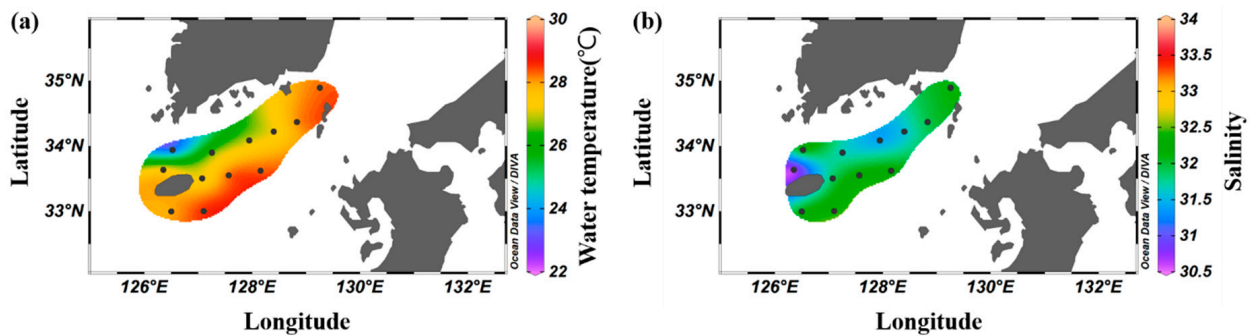 (a)
35°N
34°N
33°N
Latitude
126°E 128°E 130°E 132°E
Longitude
Ocean Data View / DIVA
30
28
26
24
22
Water temperature(℃)
(b)
35°N
34°N
33°N
Latitude
126°E 128°E 130°E 132°E
Longitude
Ocean Data View / DIVA
34
33.5
33
32.5
32
31.5
31
30.5
Salinity